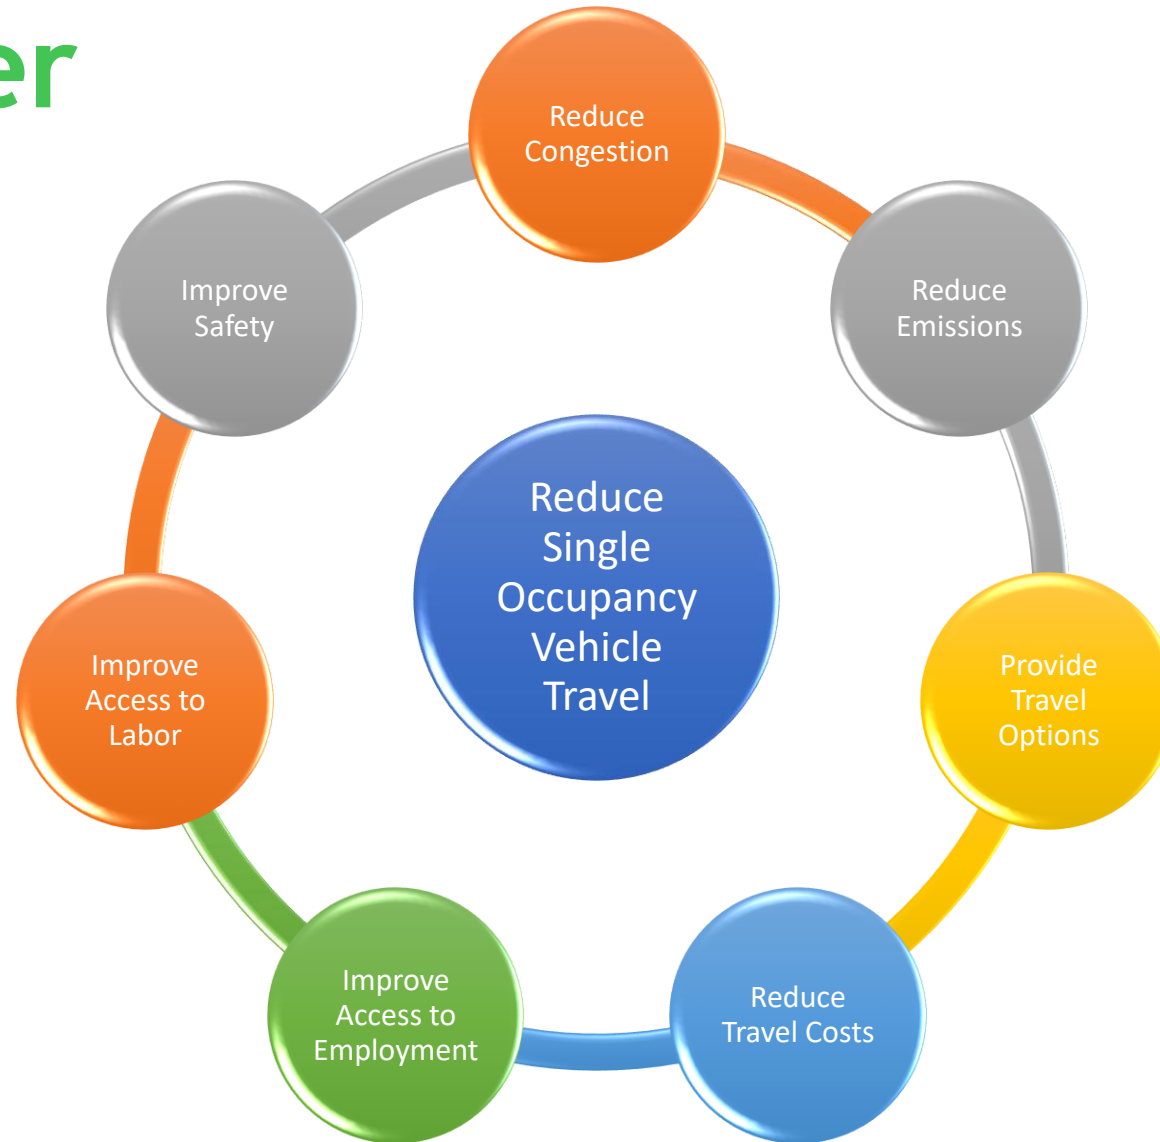 er
Reduce
Congestion
Reduce
Emissions
Provide
Travel
Options
Reduce
Travel Costs
Improve
Access to
Employment
Improve
Access to
Labor
Improve
Safety
Reduce
Single
Occupancy
Vehicle
Travel